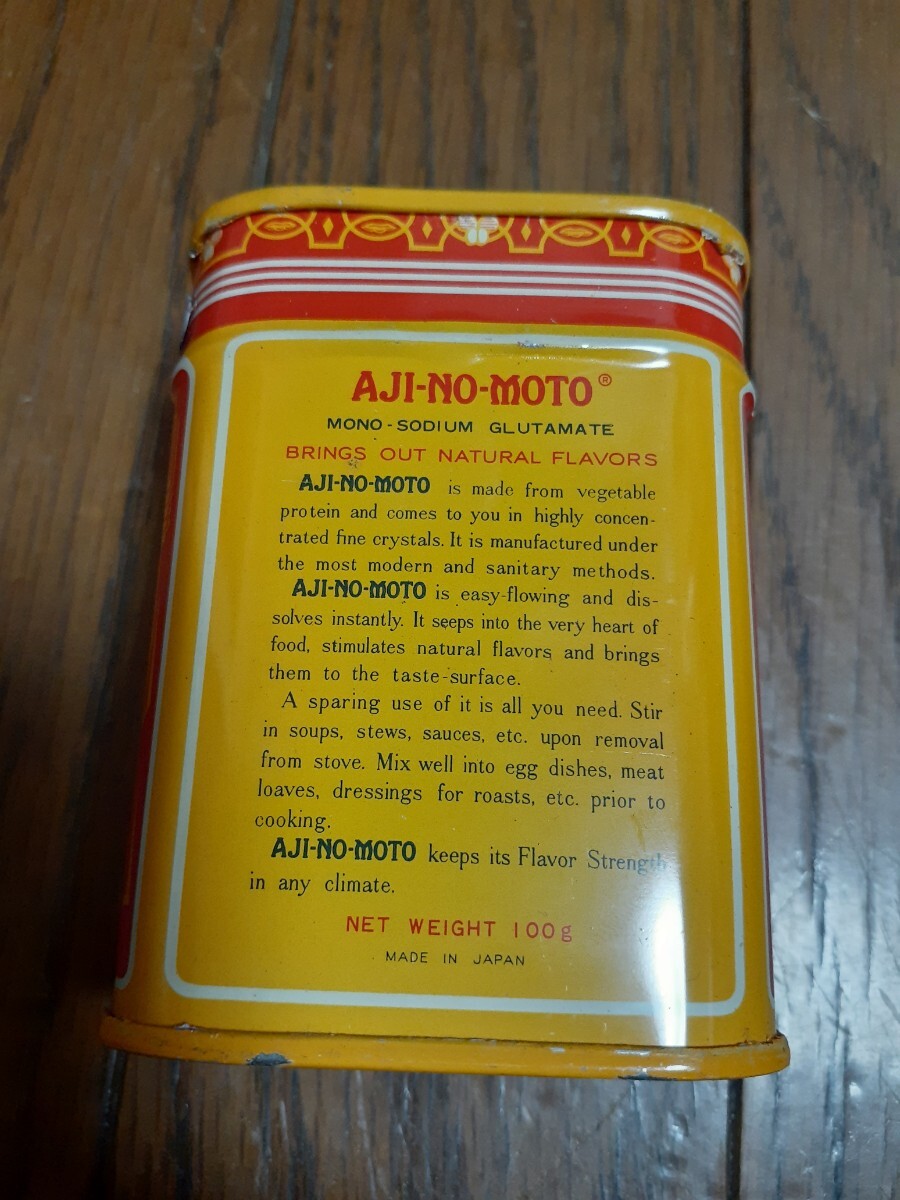 AJI-NO-MOTO®
MONO-SODIUM GLUTAMATE
BRINGS OUT NATURAL FLAVORS
AJI-NO-MOTO is made from vegetable
protein and comes to you in highly concen-
trated fine crystals. It is manufactured under
the most modern and sanitary methods.
AJI-NO-MOTO is easy-flowing and dis-
solves instantly. It seeps into the very heart of
food, stimulates natural flavors and brings
them to the taste-surface.
A sparing use of it is all you need. Stir
in soups, stews, sauces, etc. upon removal
from stove. Mix well into egg dishes, meat
loaves, dressings for roasts, etc. prior to
cooking.
AJI-NO-MOTO keeps its Flavor Strength
in any climate.
NET WEIGHT 100g
MADE IN JAPAN